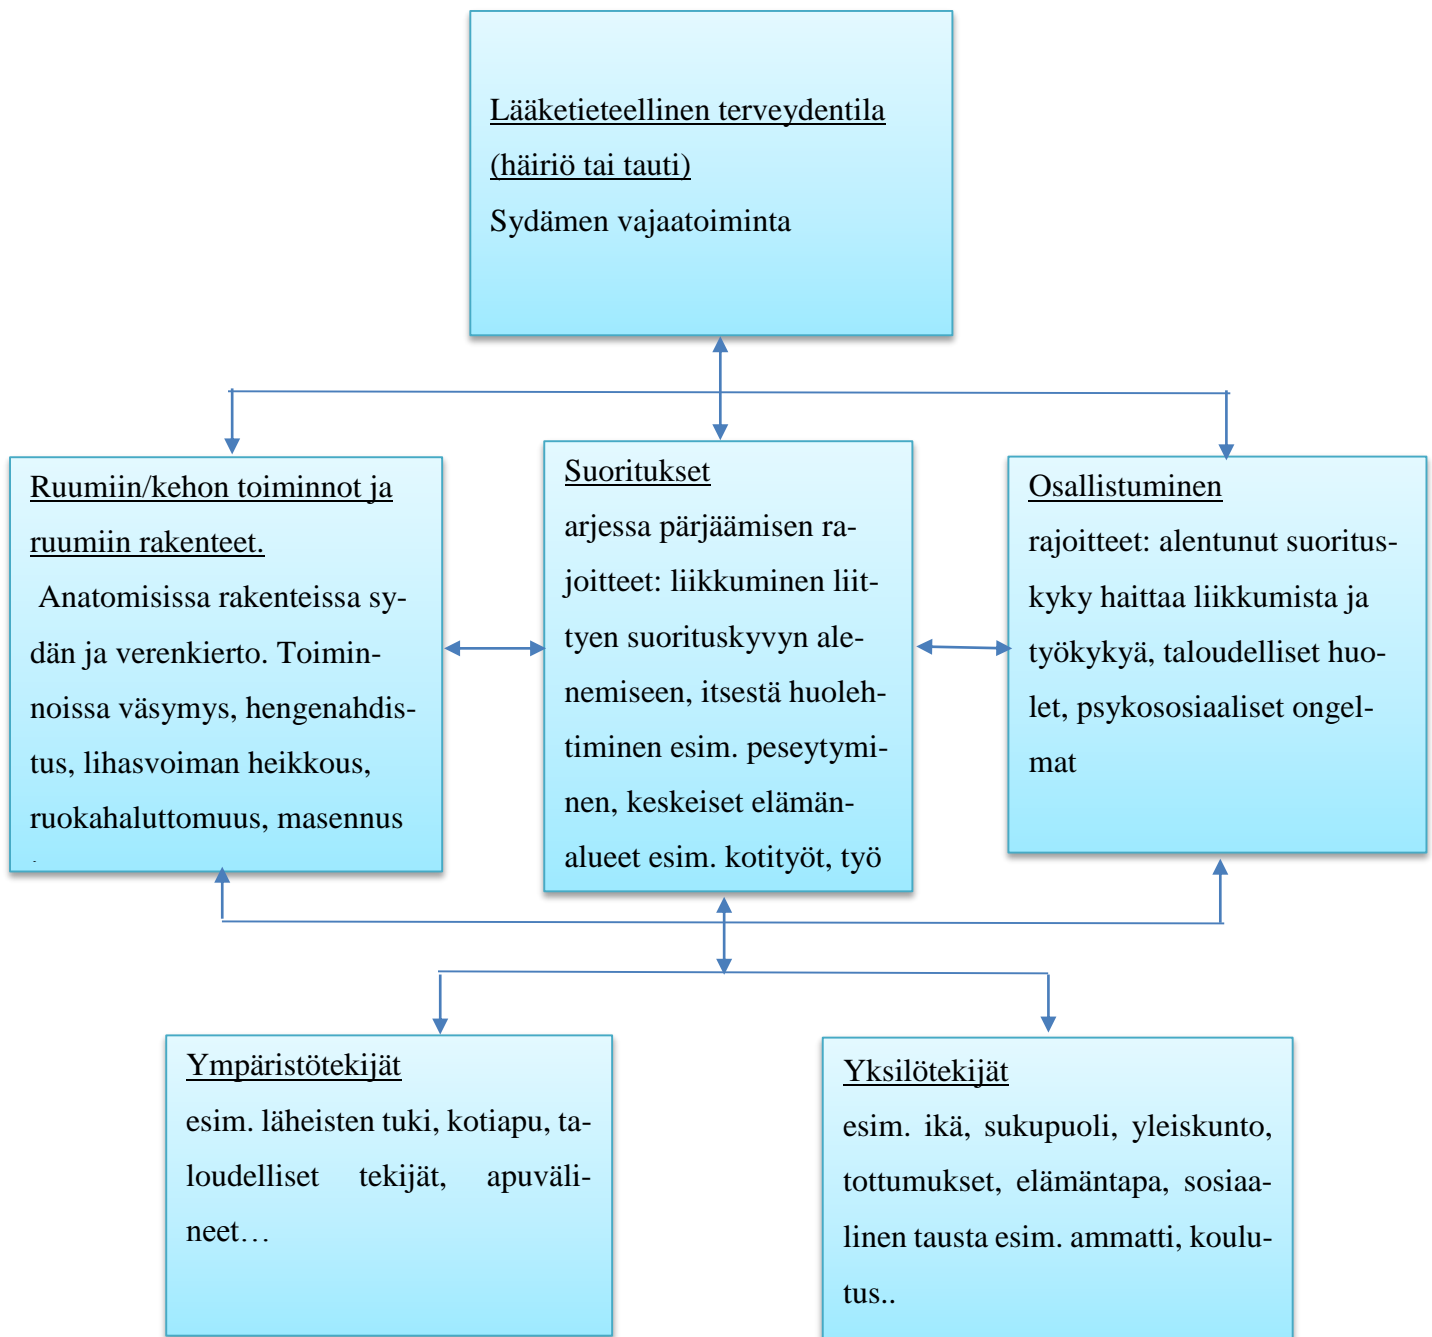 Lääketieteellinen terveydentila
(häiriö tai tauti)
Sydämen vajaatoiminta
Ruumiin/kehon toiminnot ja
ruumiin rakenteet.
Anatomisissa rakenteissa sy-
dän ja verenkierto. Toimin-
noissa väsymys, hengenahdis-
tus, lihasvoiman heikkous,
ruokahaluttomuus, masennus
Suoritukset
arjessa pärjäämisen ra-
joitteet: liikkuminen liit-
tyen suorituskyvyn ale-
nemiseen, itsestä huoleh-
timinen esim. peseytymi-
nen, keskeiset elämän-
alueet esim. kotityöt, työ
Osallistuminen
rajoitteet: alentunut suoritus-
kyky haittaa liikkumista ja
työkykyä, taloudelliset huo-
let, psykososiaaliset ongel-
mat
Ympäristötekijät
esim. läheisten tuki, kotiapu, ta-
loudelliset tekijät, apuväli-
neet…
Yksilötekijät
esim. ikä, sukupuoli, yleiskunto,
tottumukset, elämäntapa, sosiaa-
linen tausta esim. ammatti, koulu-
tus..